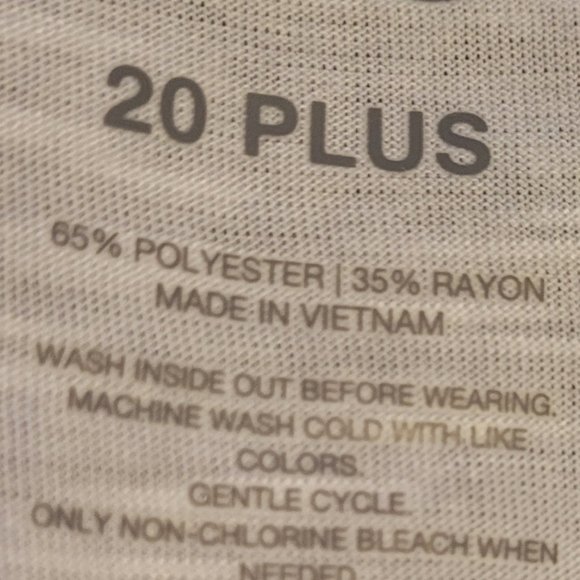 20 PLUS
65% POLYESTER | 35% RAYON
MADE IN VIETNAM
WASH INSIDE OUT BEFORE WEARING.
MACHINE WASH COLD WITH LIKE
COLORS.
GENTLE CYCLE.
ONLY NON-CHLORINE BLEACH WHEN
NEEDED